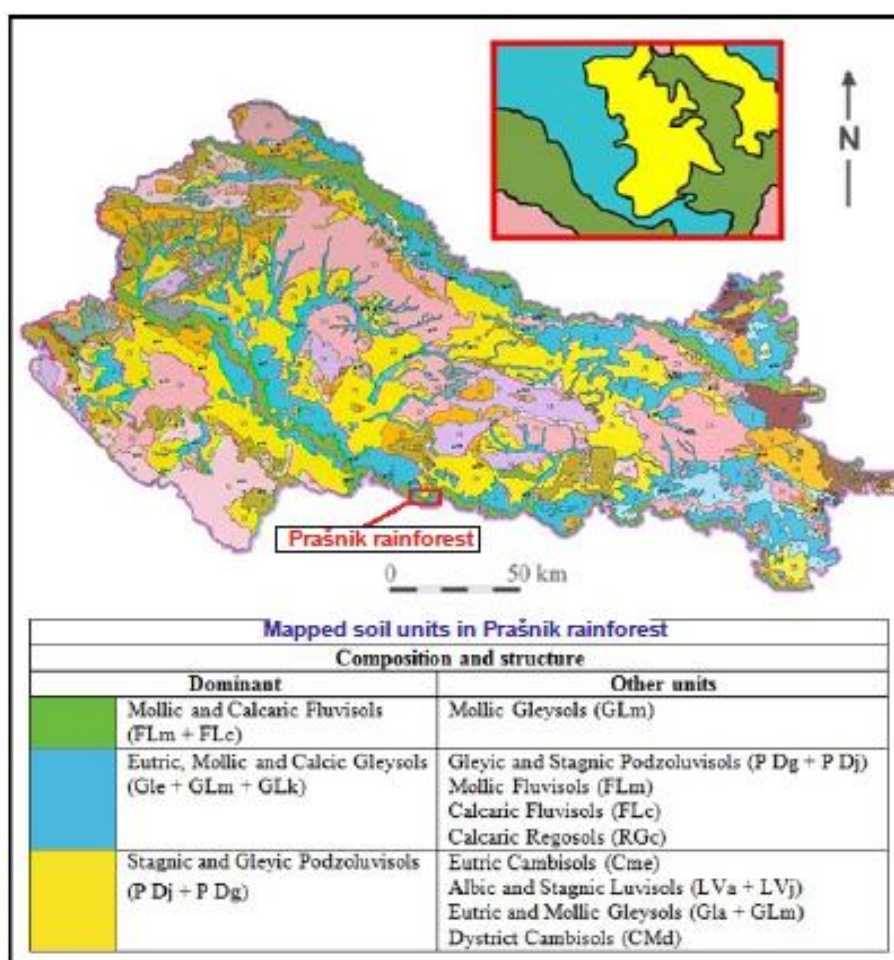 N
Prašnik rainforest
0 50 km
Mapped soil units in Prašnik rainforest
Composition and structure
Dominant Other units
Mollic and Calcaric Fluvisols Mollic Gleysols (GLm)
(FLm + FLc)
Eutric, Mollic and Calcic Gleysols Gleyic and Stagnic Podzoluvisols (P Dg + P Dj)
(Gle + GLm + GLk) Mollic Fluvisols (FLm)
Calcaric Fluvisols (FLc)
Calcaric Regosols (RGc)
Stagnic and Gleyic Podzoluvisols Eutric Cambisols (Cme)
(P Dj + P Dg) Albic and Stagnic Luvisols (LVa + LVj)
Eutric and Mollic Gleysols (Gla + GLm)
Dystrict Cambisols (CMd)